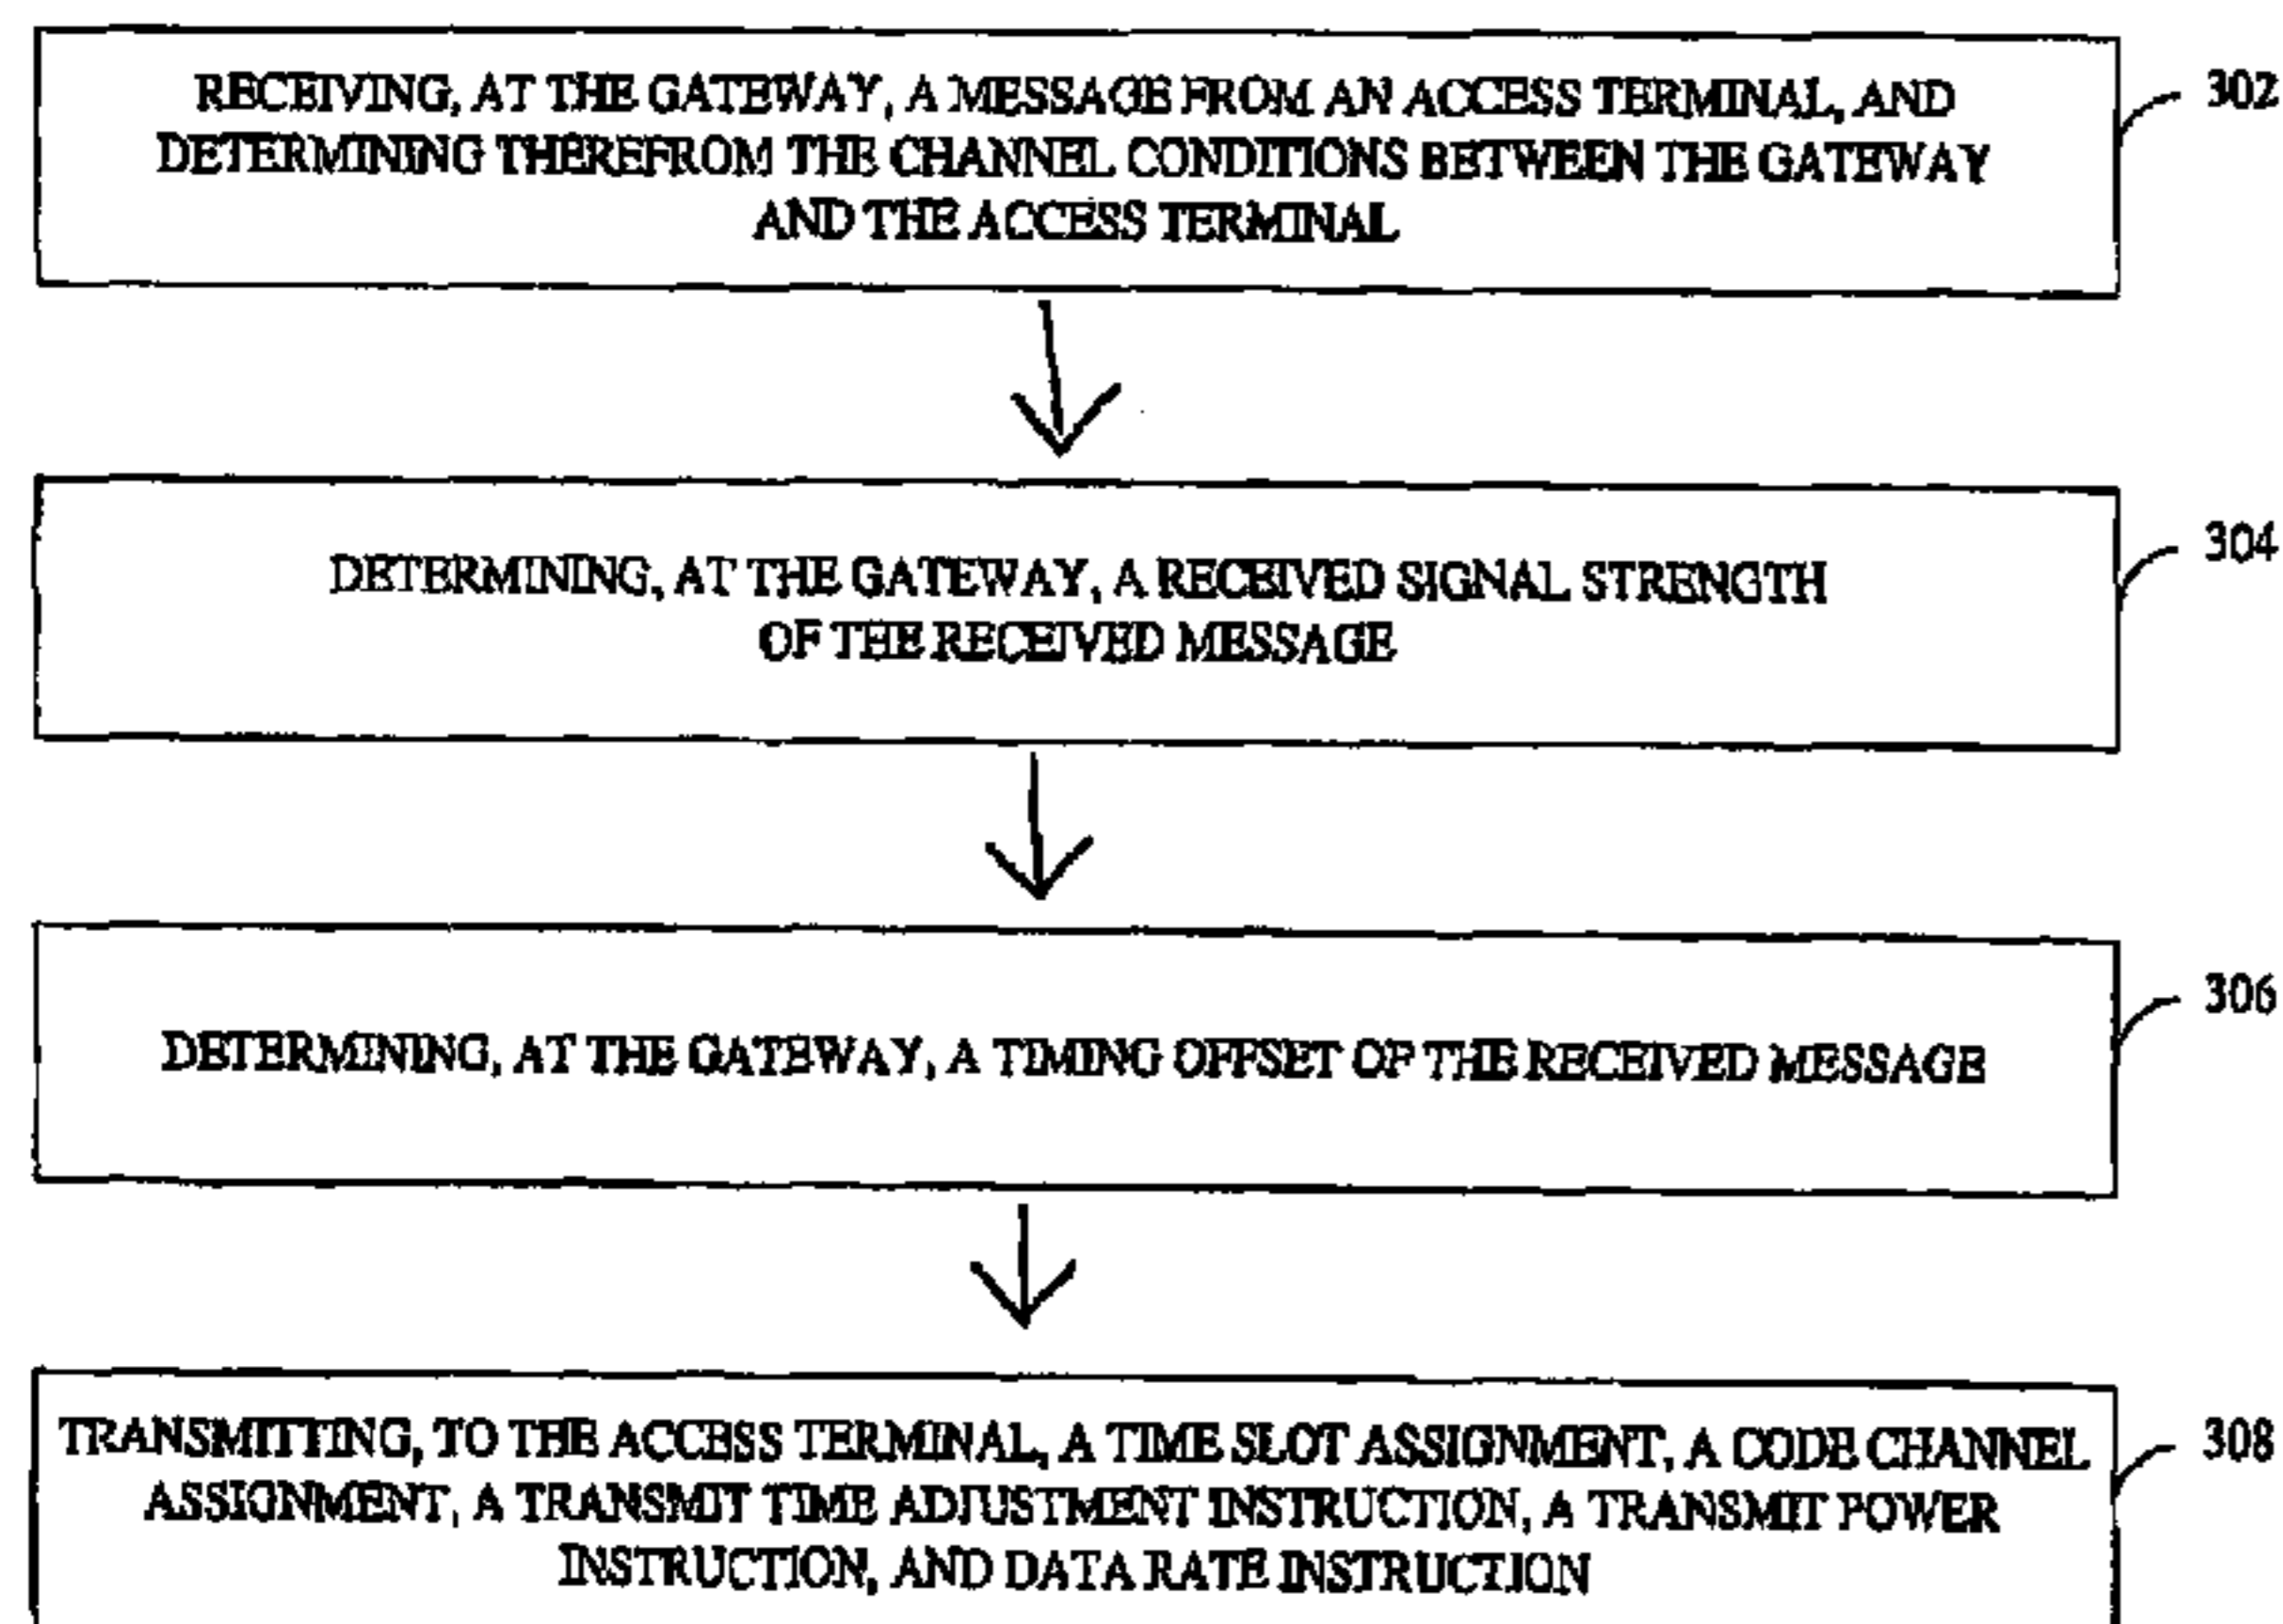 RECEIVING, AT THE GATEWAY, A MESSAGE FROM AN ACCESS TERMINAL, AND
DETERMINING THEREFROM THE CHANNEL CONDITIONS BETWEEN THE GATEWAY
AND THE ACCESS TERMINAL
302
DETERMINING, AT THE GATEWAY, A RECEIVED SIGNAL STRENGTH
OF THE RECEIVED MESSAGE
304
DETERMINING, AT THE GATEWAY, A TIMING OFFSET OF THE RECEIVED MESSAGE
306
TRANSMITTING, TO THE ACCESS TERMINAL, A TIME SLOT ASSIGNMENT, A CODE CHANNEL
ASSIGNMENT, A TRANSMIT TIME ADJUSTMENT INSTRUCTION, A TRANSMIT POWER
INSTRUCTION, AND DATA RATE INSTRUCTION
308